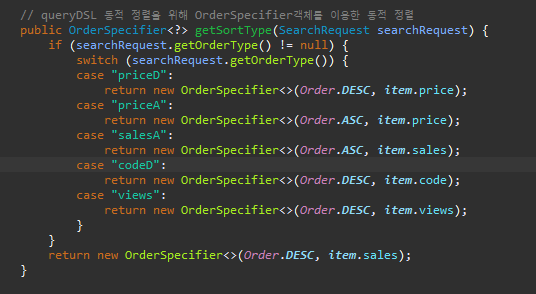 // queryDSL 동적 정렬을 위해 OrderSpecifier객체를 이용한 동적 정렬
public OrderSpecifier<?> getSortType(SearchRequest searchRequest) {
    if (searchRequest.getOrderType() != null) {
        switch (searchRequest.getOrderType()) {
        case "priceD":
            return new OrderSpecifier<>(Order.DESC, item.price);
        case "priceA":
            return new OrderSpecifier<>(Order.ASC, item.price);
        case "salesA":
            return new OrderSpecifier<>(Order.ASC, item.sales);
        case "codeD":
            return new OrderSpecifier<>(Order.DESC, item.code);
        case "views":
            return new OrderSpecifier<>(Order.DESC, item.views);
        }
    }
    return new OrderSpecifier<>(Order.DESC, item.sales);
}